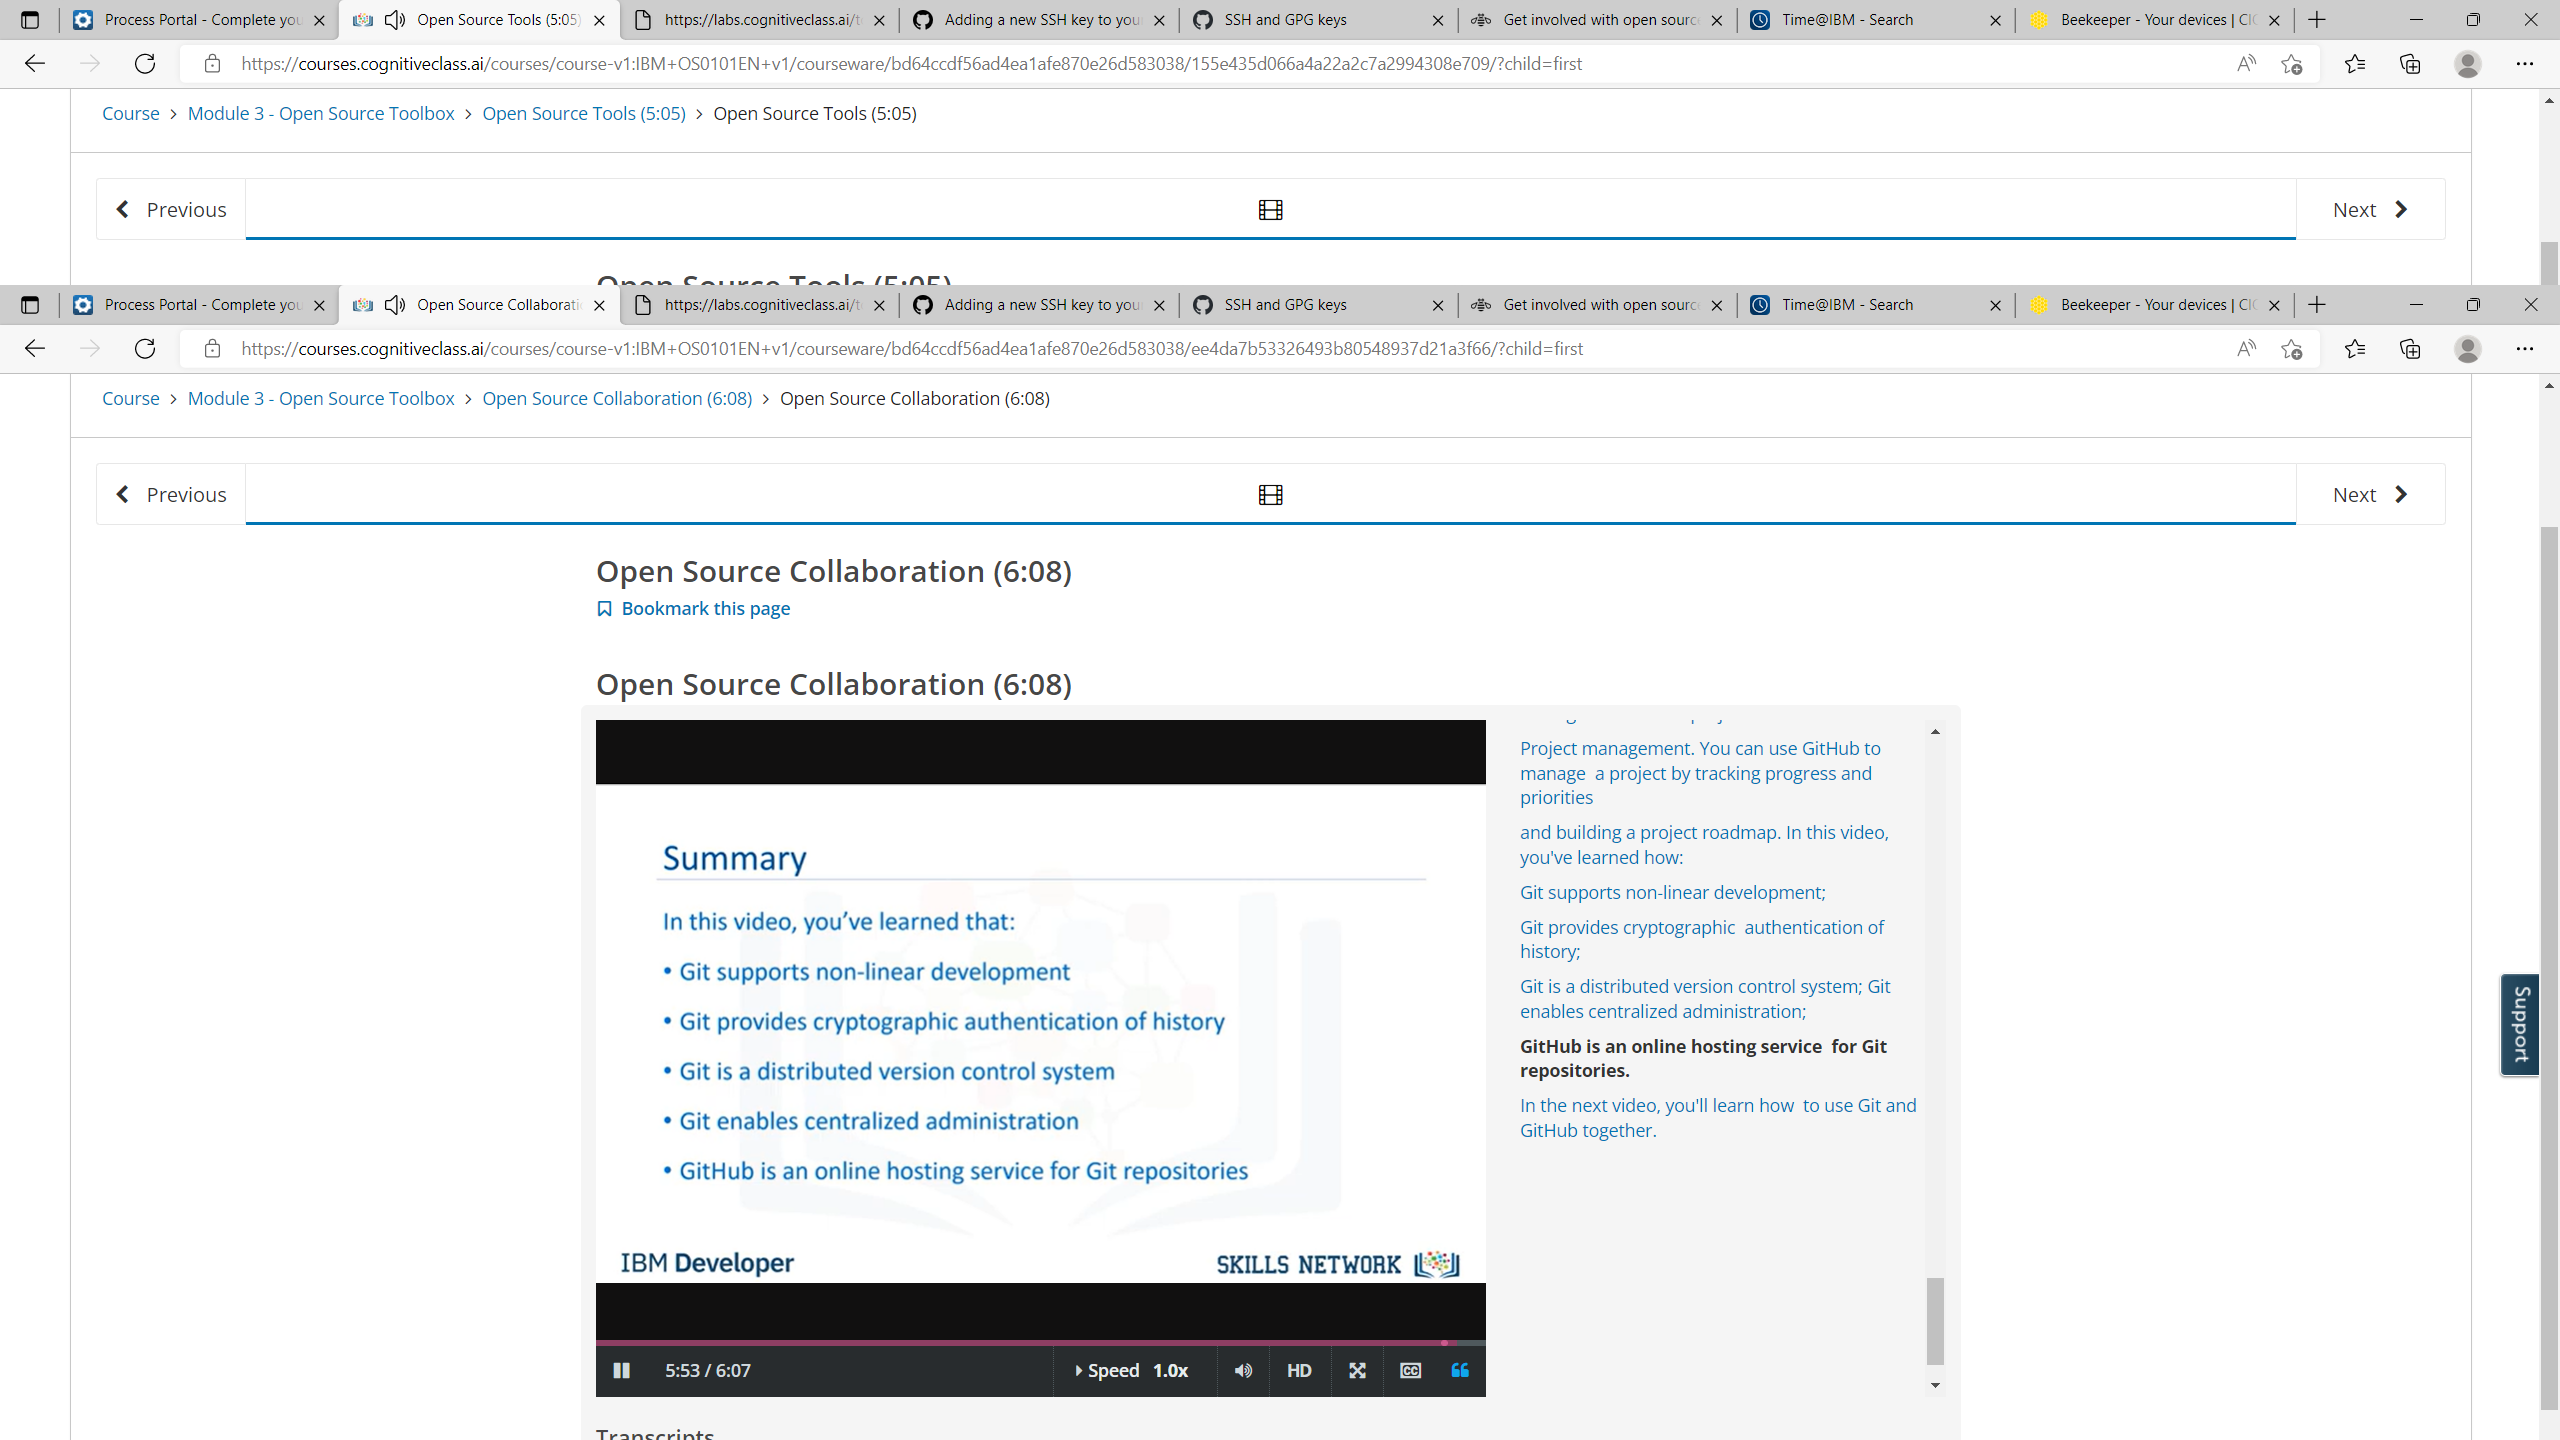 Process Portal - Complete you
Open Source Tools (5:05)
https://labs.cognitiveclass.ai/t
Adding a new SSH key to you
SSH and GPG keys
Get involved with open source
Time@IBM - Search
Beekeeper - Your devices | CIO
https://courses.cognitiveclass.ai/courses/course-v1:IBM+OS0101EN+v1/courseware/bd64ccdf56ad4ea1afe870e26d583038/155e435d066a4a22a2c7a2994308e709/?child=first
Course > Module 3 - Open Source Toolbox > Open Source Tools (5:05) > Open Source Tools (5:05)
Previous
Next
Open Source Tools (5:05)
Process Portal - Complete you
Open Source Collaboratio
https://labs.cognitiveclass.ai/t
Adding a new SSH key to you
SSH and GPG keys
Get involved with open source
Time@IBM - Search
Beekeeper - Your devices | CIO
https://courses.cognitiveclass.ai/courses/course-v1:IBM+OS0101EN+v1/courseware/bd64ccdf56ad4ea1afe870e26d583038/ee4da7b53326493b80548937d21a3f66/?child=first
Course > Module 3 - Open Source Toolbox > Open Source Collaboration (6:08) > Open Source Collaboration (6:08)
Previous
Next
Open Source Collaboration (6:08)
Bookmark this page
Open Source Collaboration (6:08)
Summary
In this video, you’ve learned that:
• Git supports non-linear development
• Git provides cryptographic authentication of history
• Git is a distributed version control system
• Git enables centralized administration
• GitHub is an online hosting service for Git repositories
IBM Developer
SKILLS NETWORK
5:53 / 6:07
Speed 1.0x
HD
CC
Project management. You can use GitHub to
manage a project by tracking progress and
priorities
and building a project roadmap. In this video,
you've learned how:
Git supports non-linear development;
Git provides cryptographic authentication of
history;
Git is a distributed version control system; Git
enables centralized administration;
GitHub is an online hosting service for Git
repositories.
In the next video, you'll learn how to use Git and
GitHub together.
Support
Transcripts